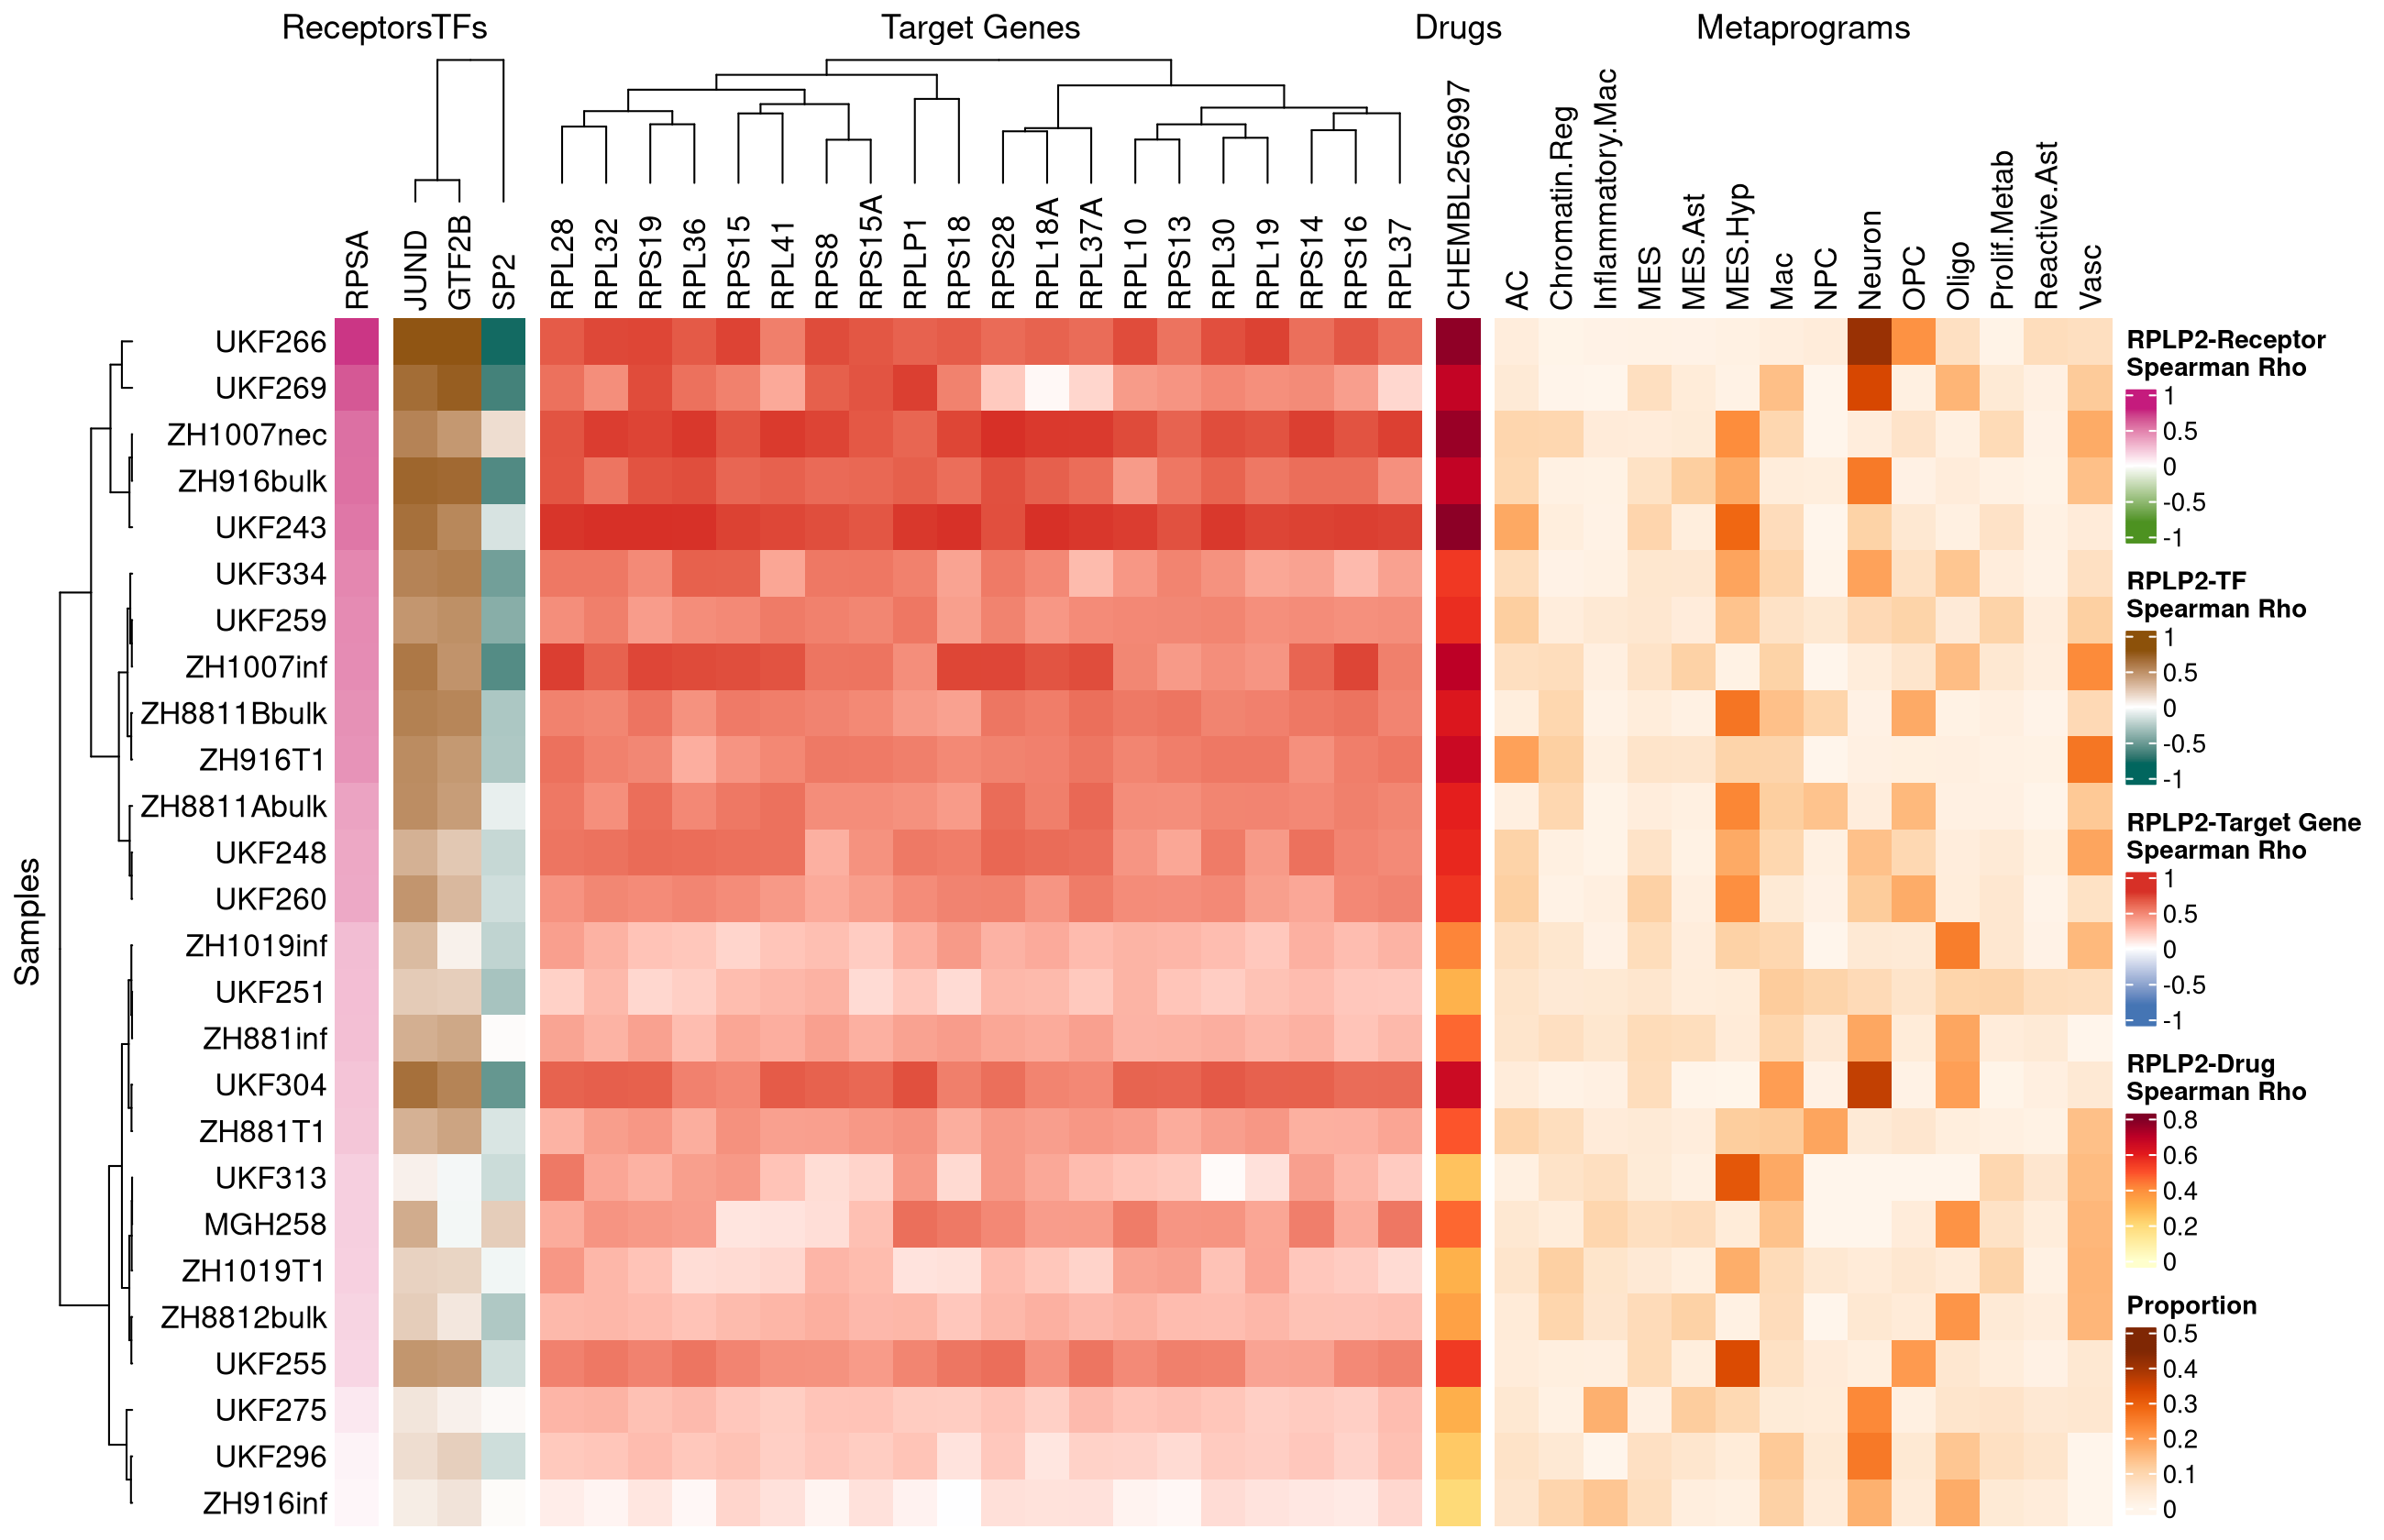 Receptors TFs Target Genes Drugs Metaprograms
RPSA JUND GTF2B SP2 RPL28 RPL32 RPS19 RPL36 RPS15 RPL41 RPS8 RPS15A RPLP1 RPS18 RPS28 RPL18A RPL37A RPL10 RPS13 RPL30 RPL19 RPS14 RPS16 RPL37 CHEMBL256997 AC Chromatin.Reg Inflammatory.Mac MES MES.Ast MES.Hyp Mac NPC Neuron OPC Oligo Prolif.Metab Reactive.Ast Vasc
Samples
UKF266
UKF269
ZH1007nec
ZH916bulk
UKF243
UKF334
UKF259
ZH1007inf
ZH8811Bbulk
ZH916T1
ZH8811Abulk
UKF248
UKF260
ZH1019inf
UKF251
ZH881inf
UKF304
ZH881T1
UKF313
MGH258
ZH1019T1
ZH8812bulk
UKF255
UKF275
UKF296
ZH916inf
RPLP2-Receptor
Spearman Rho
1
0.5
0
-0.5
-1
RPLP2-TF
Spearman Rho
1
0.5
0
-0.5
-1
RPLP2-Target Gene
Spearman Rho
1
0.5
0
-0.5
-1
RPLP2-Drug
Spearman Rho
0.8
0.6
0.4
0.2
0
Proportion
0.5
0.4
0.3
0.2
0.1
0